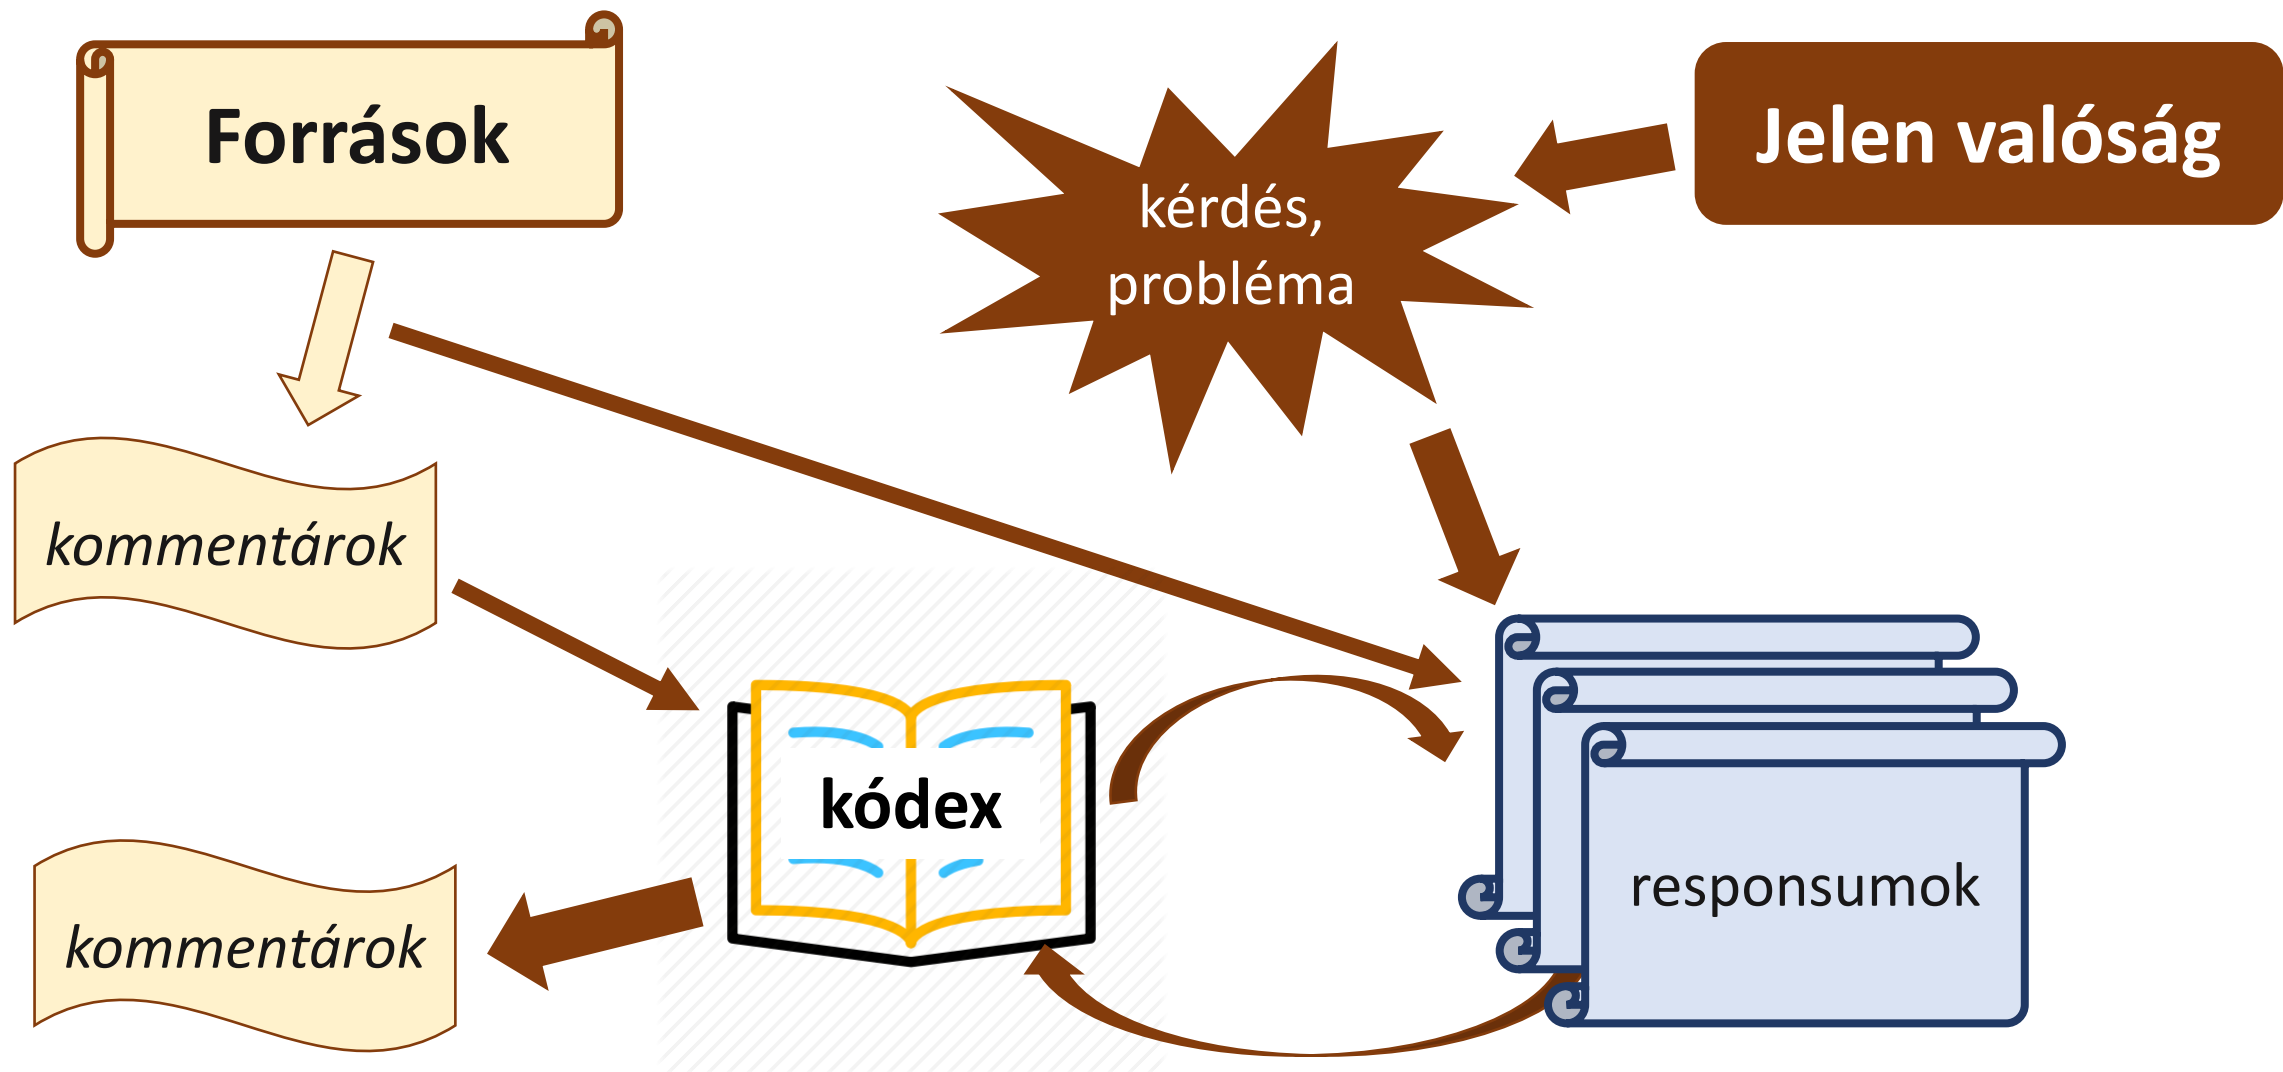 Források
Jelen valóság
kérdés,
probléma
kommentárok
kódex
responsumok
kommentárok